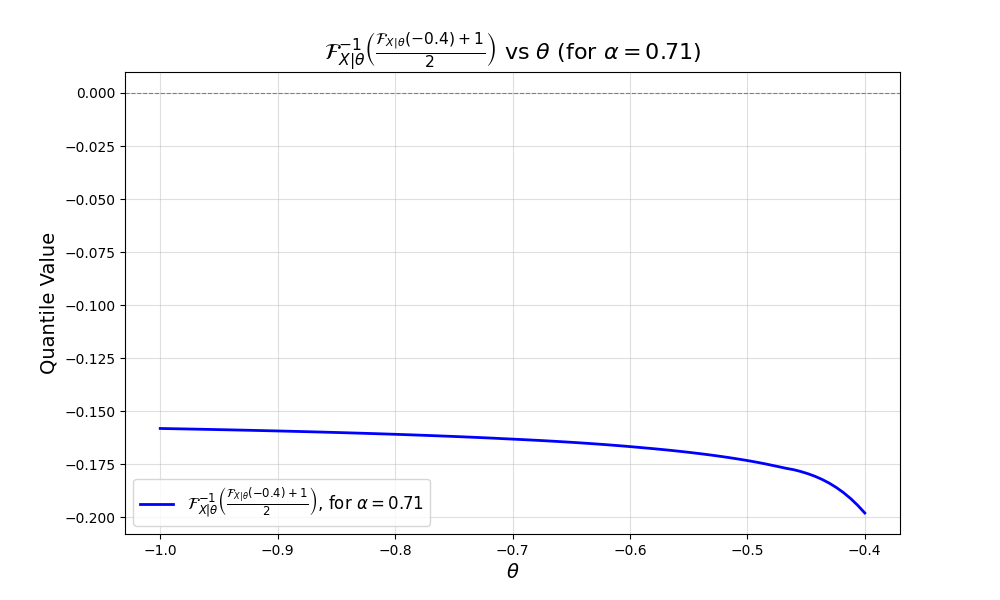 $\mathcal{F}_{X|\theta}^{-1}\left(\frac{\mathcal{F}_{X|\theta}(-0.4)+1}{2}\right)$ vs $\theta$ (for $\alpha = 0.71$)
Quantile Value
0.000
−0.025
−0.050
−0.075
−0.100
−0.125
−0.150
−0.175
−0.200
$\mathcal{F}_{X|\theta}^{-1}\left(\frac{\mathcal{F}_{X|\theta}(-0.4)+1}{2}\right)$, for $\alpha = 0.71$
−1.0 −0.9 −0.8 −0.7 −0.6 −0.5 −0.4
$\theta$